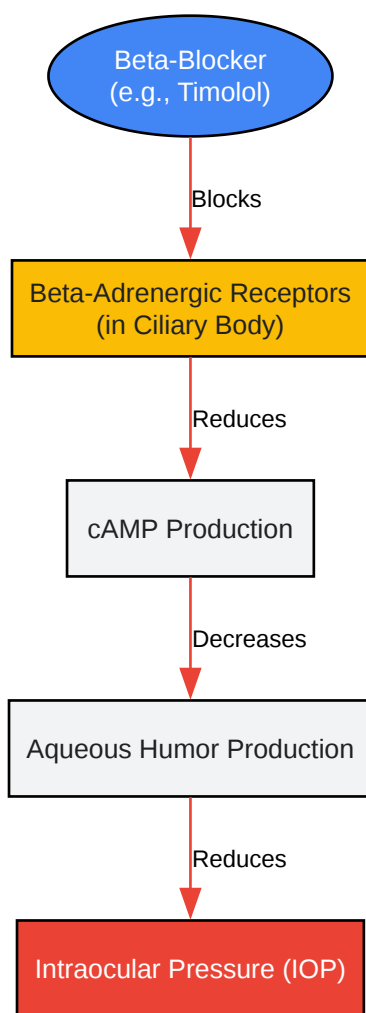 Beta-Blocker
(e.g., Timolol)
Blocks
Beta-Adrenergic Receptors
(in Ciliary Body)
Reduces
cAMP Production
Decreases
Aqueous Humor Production
Reduces
Intraocular Pressure (IOP)